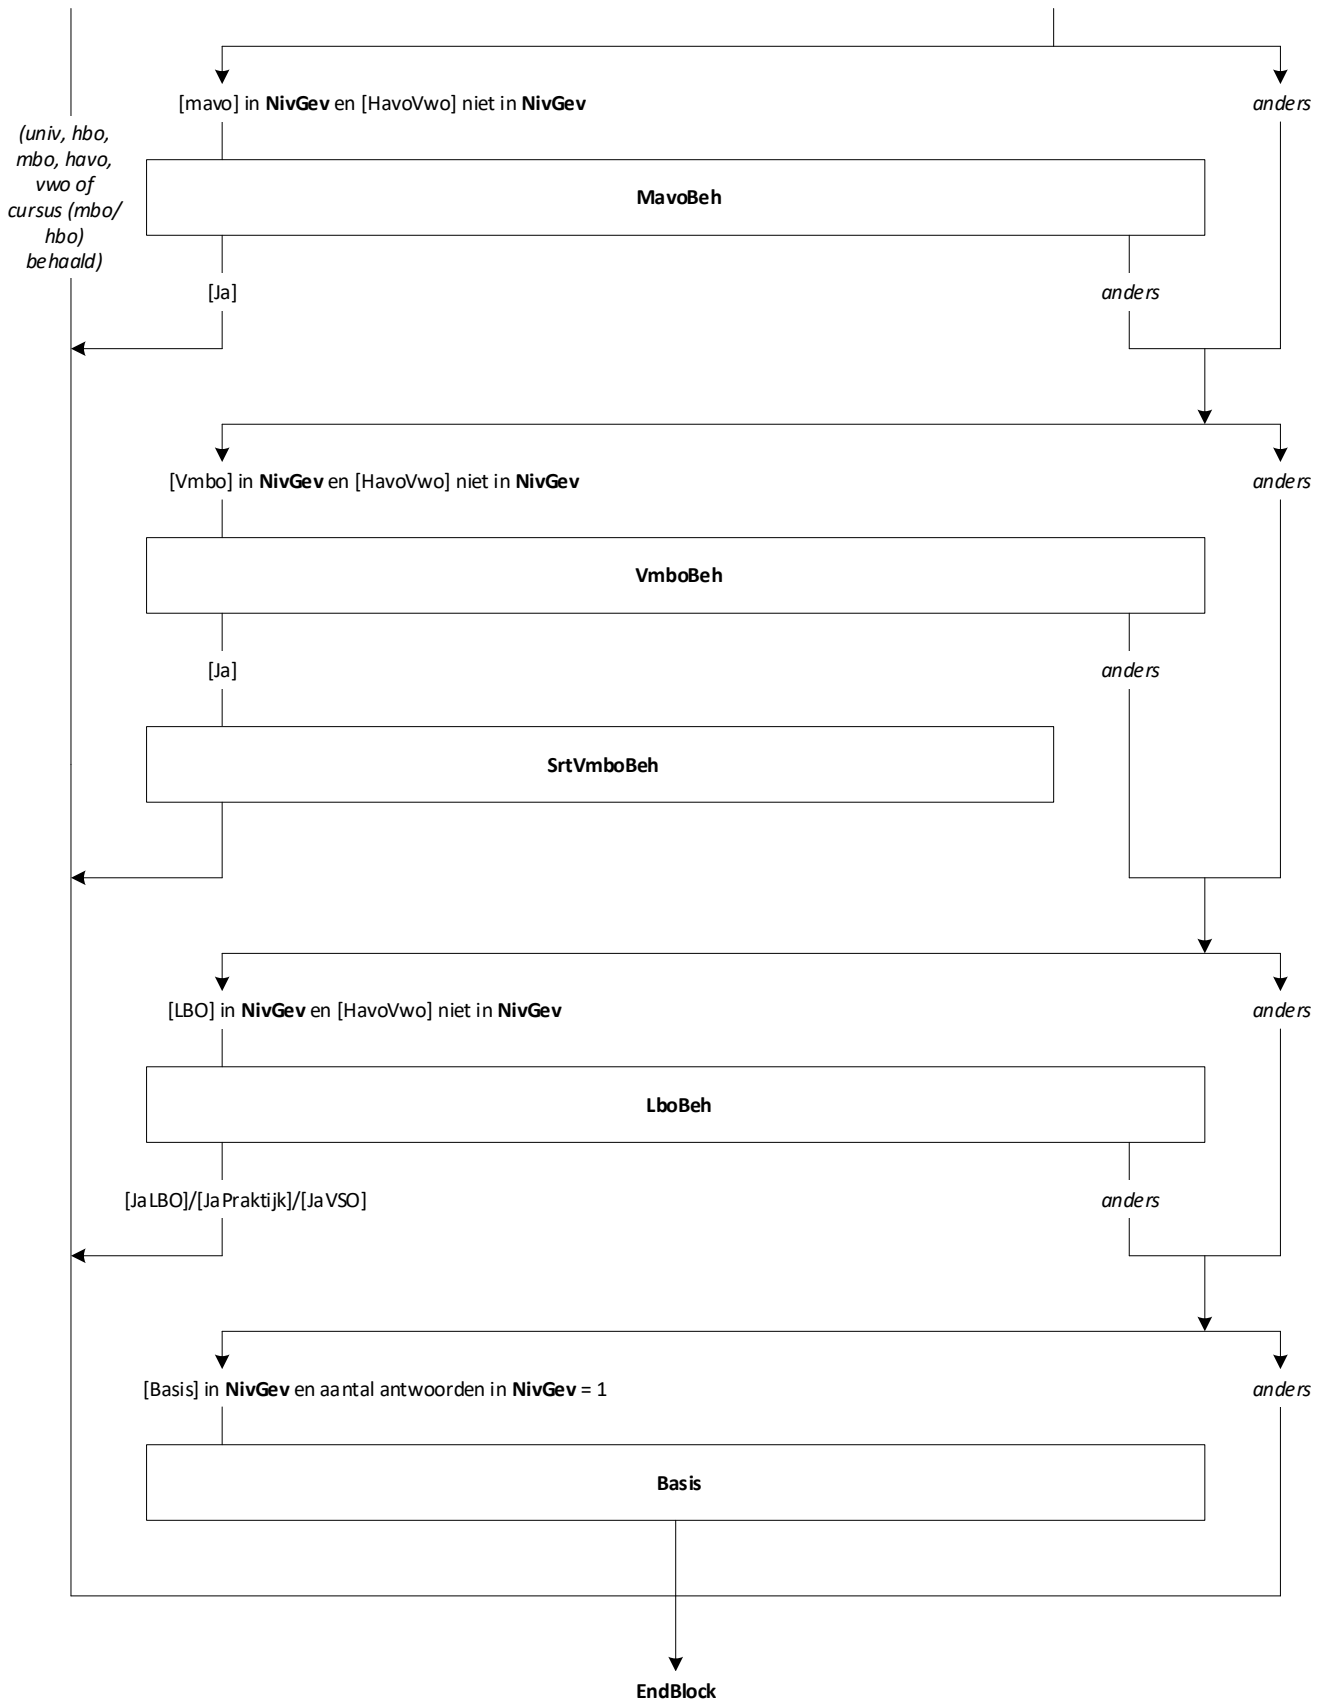 [mavo] in NivGev en [HavoVwo] niet in NivGev
anders
(univ, hbo,
mbo, havo,
vwo of
cursus (mbo/
hbo)
behaald)
MavoBeh
[Ja]
anders
[Vmbo] in NivGev en [HavoVwo] niet in NivGev
anders
VmboBeh
[Ja]
anders
SrtVmboBeh
[LBO] in NivGev en [HavoVwo] niet in NivGev
anders
LboBeh
[JaLBO]/[JaPraktijk]/[JaVSO]
anders
[Basis] in NivGev en aantal antwoorden in NivGev = 1
anders
Basis
EndBlock